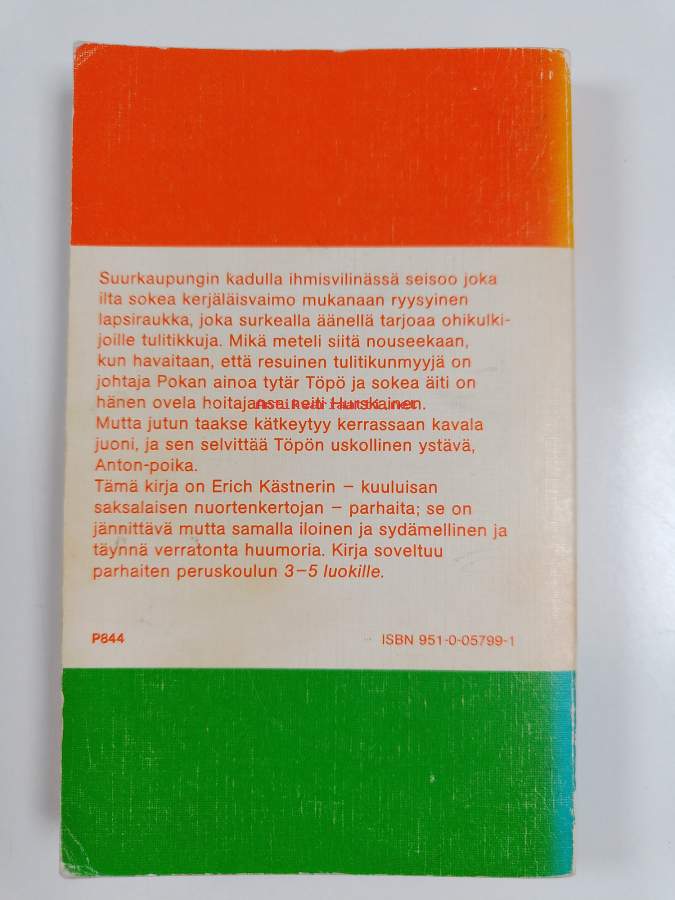 Suurkaupungin kadulla ihmisvilinässä seisoo joka
ilta sokea kerjäläisvaimo mukanaan ryysyinen
lapsiraukka, joka surkealla äänellä tarjoaa ohikulki-
joille tulitikkuja. Mikä meteli siitä nouseekaan,
kun havaitaan, että resuinen tulitikunmyyjä on
johtaja Pokan ainoa tytär Töpö ja sokea äiti on
hänen ovela hoitajansa neiti Hurskainen.
Mutta jutun taakse kätkeytyy kerrassaan kavala
juoni, ja sen selvittää Töpön uskollinen ystävä,
Anton-poika.
Tämä kirja on Erich Kästnerin – kuuluisan
saksalaisen nuortenkertojan – parhaita; se on
jännittävä mutta samalla iloinen ja sydämellinen ja
täynnä verratonta huumoria. Kirja soveltuu
parhaiten peruskoulun 3–5 luokille.
P844
ISBN 951-0-05799-1